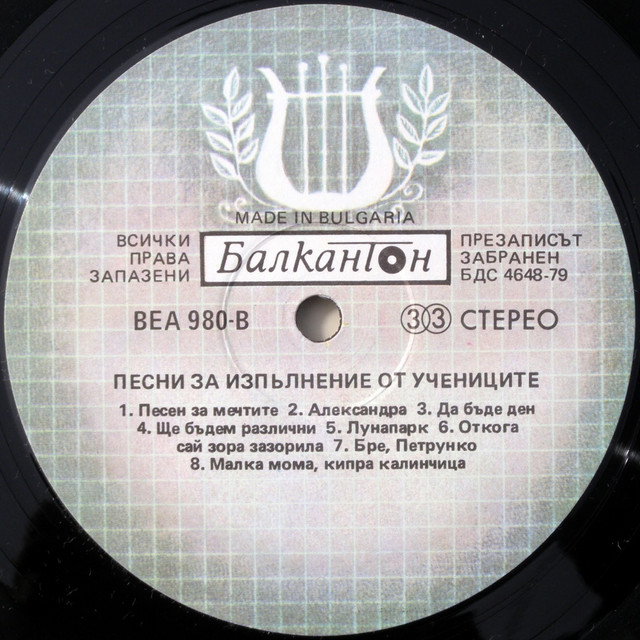 MADE IN BULGARIA
ВСИЧКИ
ПРАВА
ЗАПАЗЕНИ
Балкантон
ПРЕЗАПИСЪТ
ЗАБРАНЕН
БДС 4648-79
ВЕА 980-В
33 СТЕРЕО
ПЕСНИ ЗА ИЗПЪЛНЕНИЕ ОТ УЧЕНИЦИТЕ
1. Песен за мечтите 2. Александра 3. Да бъде ден
4. Ще бъдем различни 5. Лунапарк 6. Откога
сай зора зазорила 7. Бре, Петрунко
8. Малка мома, кипра калинчица